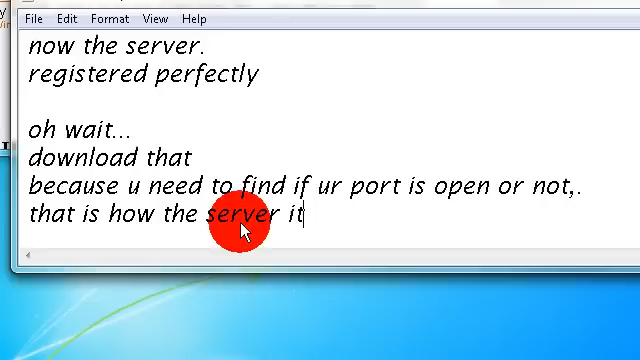 File Edit Format View Help
now the server.
registered perfectly
oh wait...
download that
because u need to find if ur port is open or not,.
that is how the server it